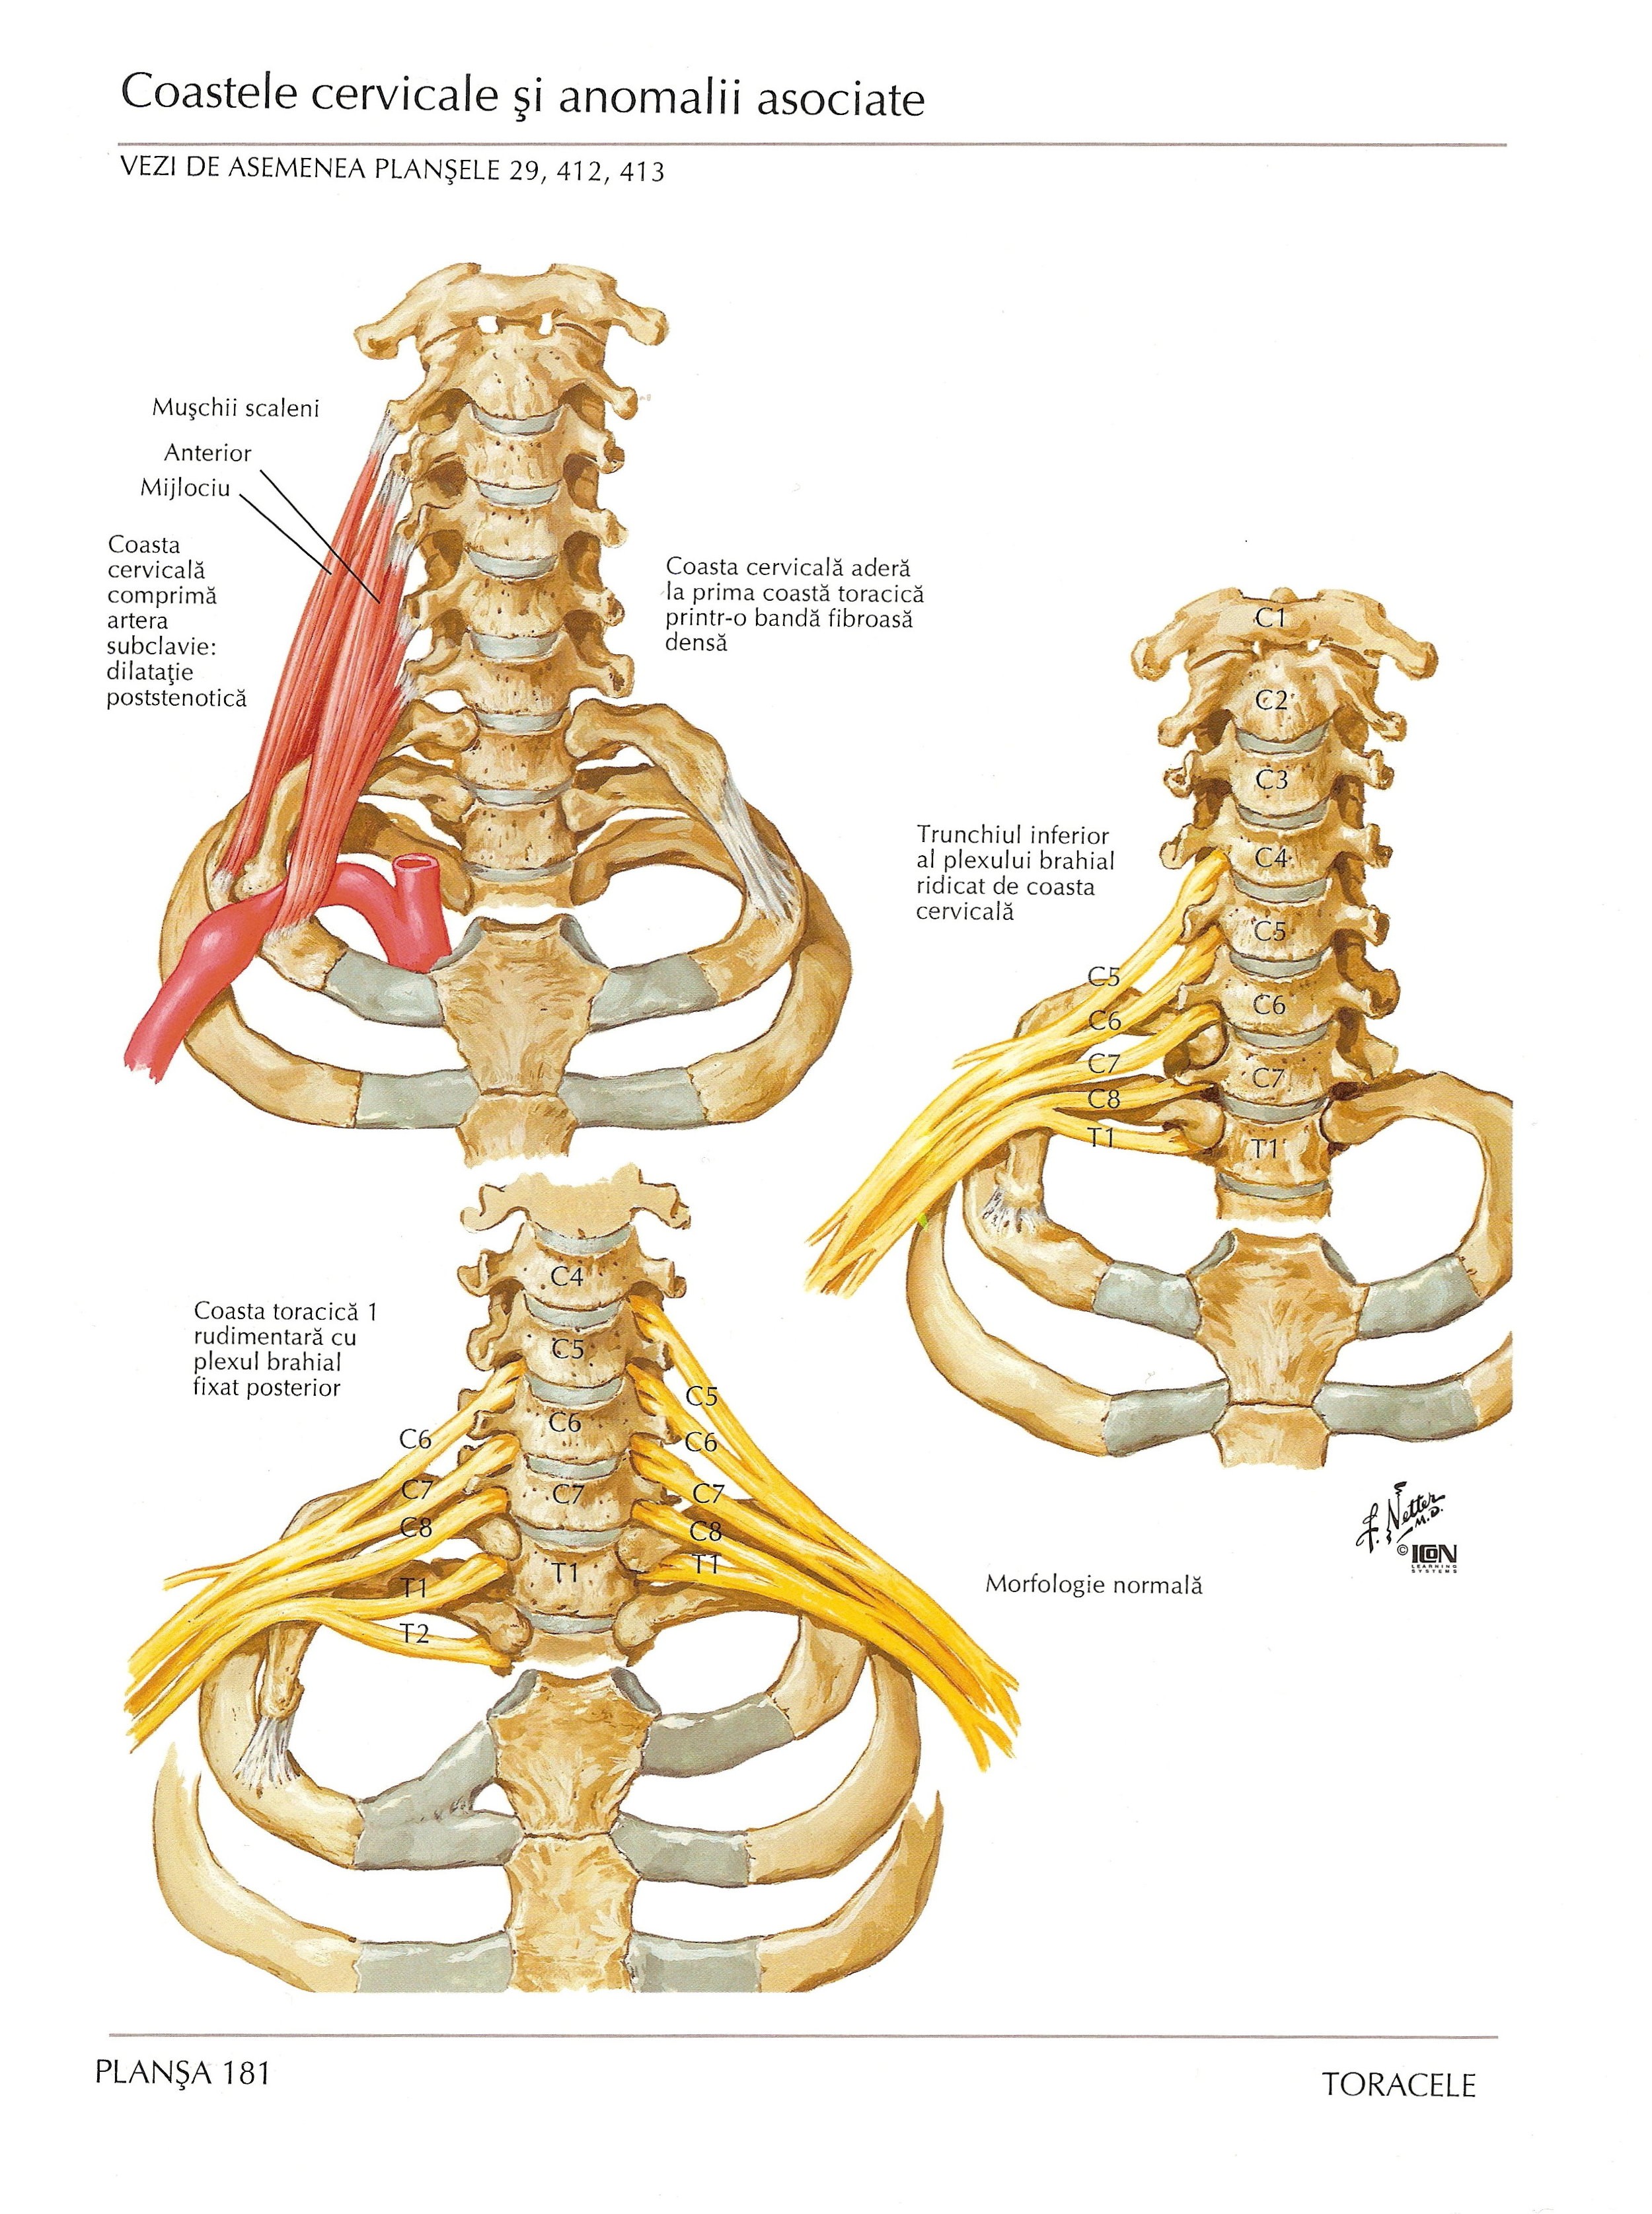 Coastele cervicale şi anomalii asociate
VEZI DE ASEMENEA PLANŞELE 29, 412, 413
Muşchii scaleni
Anterior
Mijlociu
Coasta
cervicală
comprimă
artera
subclavie:
dilataţie
poststenotică
Coasta cervicală aderă
la prima coastă toracică
printr-o bandă fibroasă
densă
C1
C2
C3
C4
C5
C6
C7
T1
Trunchiul inferior
al plexului brahial
ridicat de coasta
cervicală
C5
C6
C7
C8
T1
Coasta toracică 1
rudimentară cu
plexul brahial
fixat posterior
C4
C5
C6
C7
T1
C6
C7
C8
T1
T2
C5
C6
C7
C8
T1
Morfologie normală
F. Netter
M.D.
© ICON
LEARNING
SYSTEMS
PLANŞA 181
TORACELE